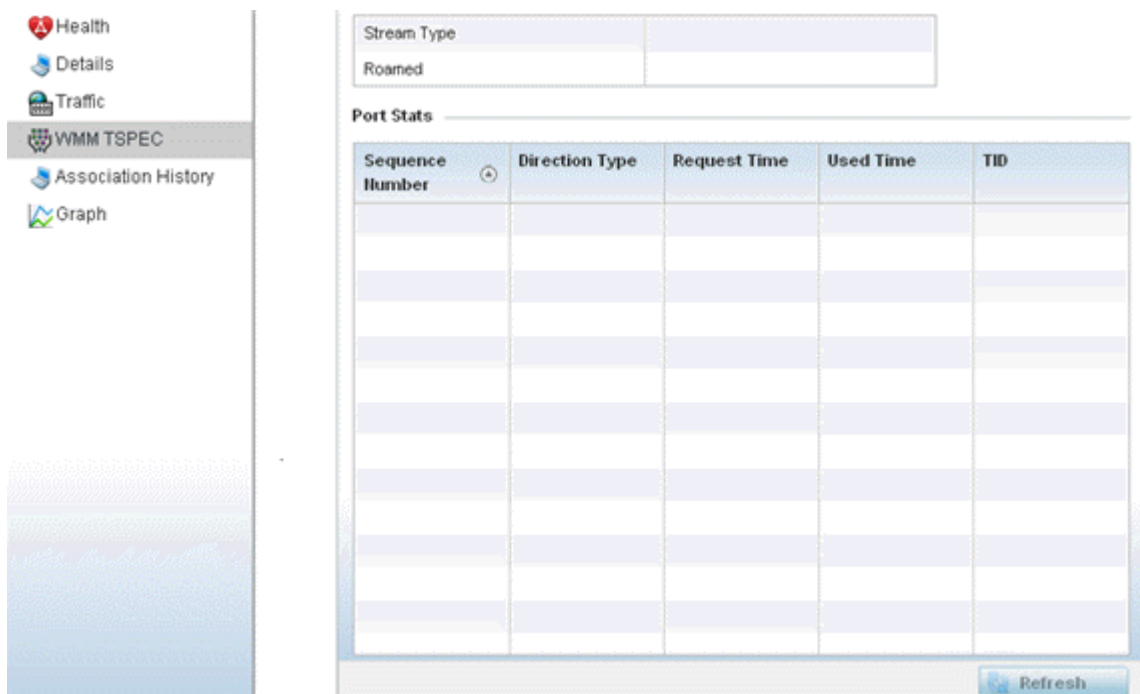 Health
Details
Traffic
WMM TSPEC
Association History
Graph
Stream Type
Roamed
Port Stats
Sequence Number
Direction Type
Request Time
Used Time
TID
Refresh